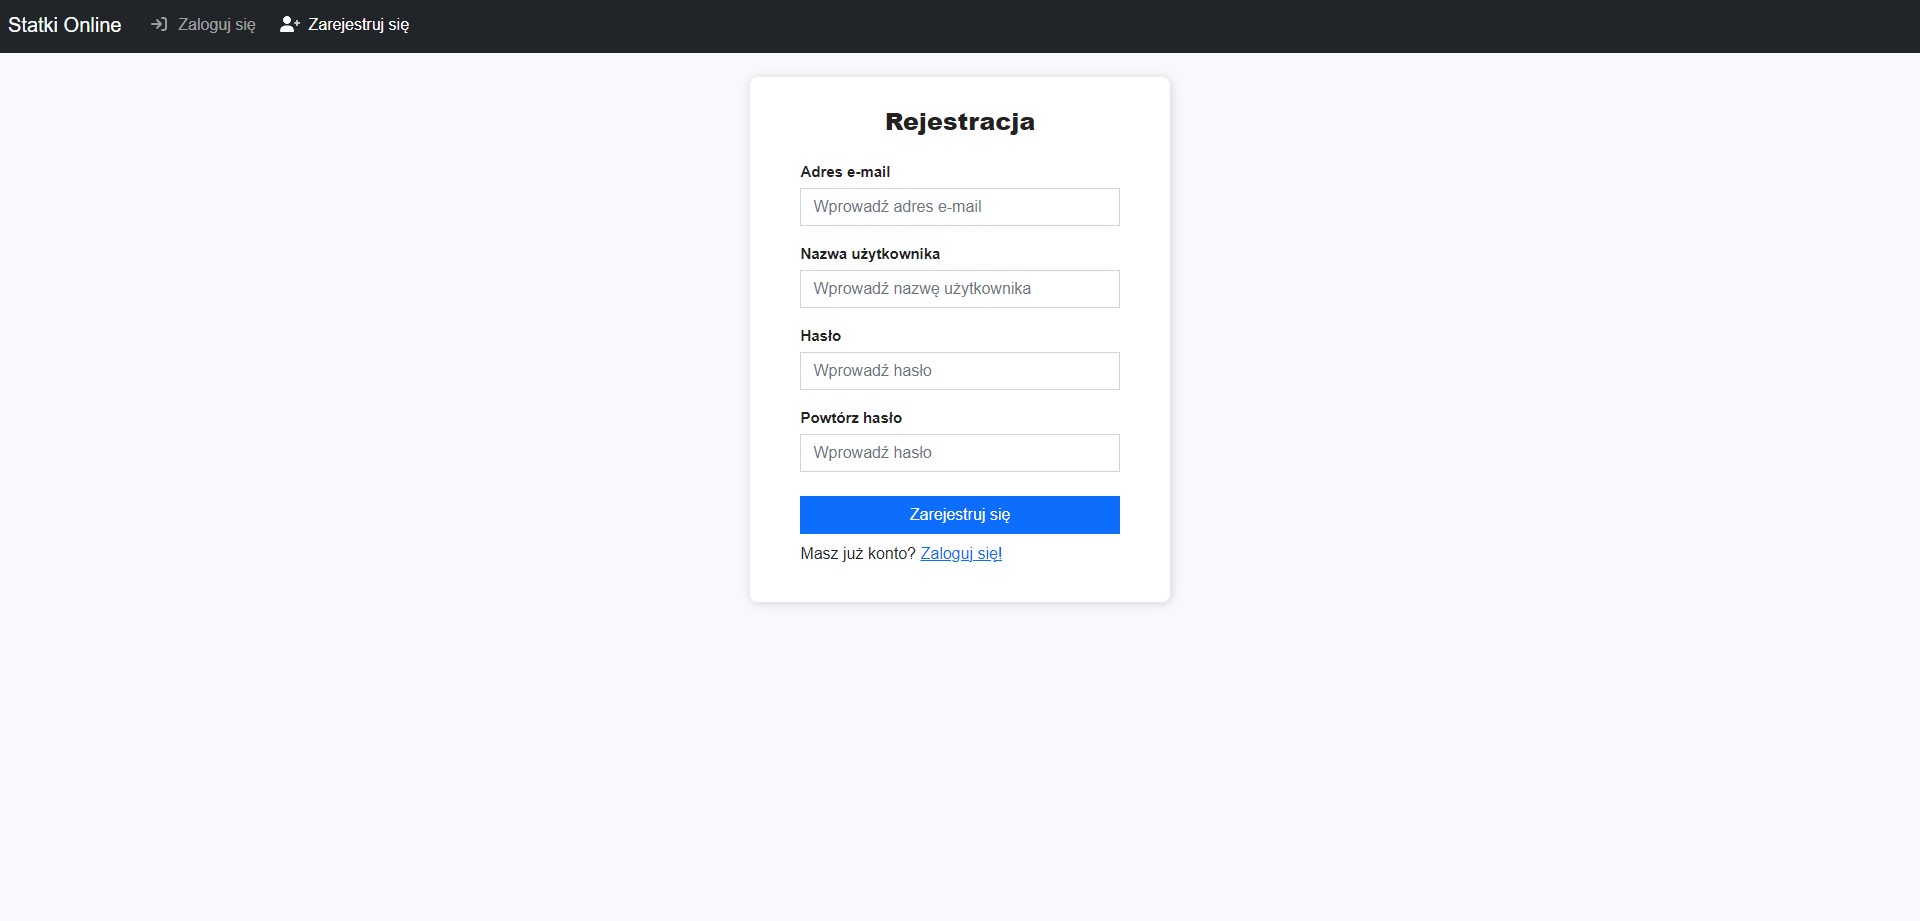 Statki Online Zaloguj się Zarejestruj się
Rejestracja
Adres e-mail
Wprowadź adres e-mail
Nazwa użytkownika
Wprowadź nazwę użytkownika
Hasło
Wprowadź hasło
Powtórz hasło
Wprowadź hasło
Zarejestruj się
Masz już konto? Zaloguj się!